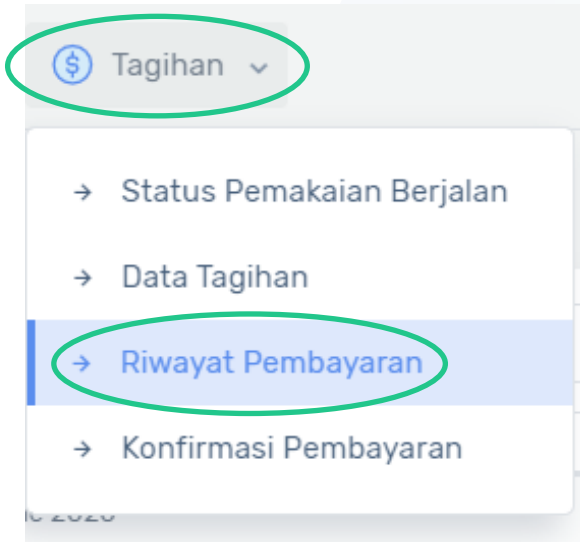 Tagihan
Status Pemakaian Berjalan
Data Tagihan
Riwayat Pembayaran
Konfirmasi Pembayaran